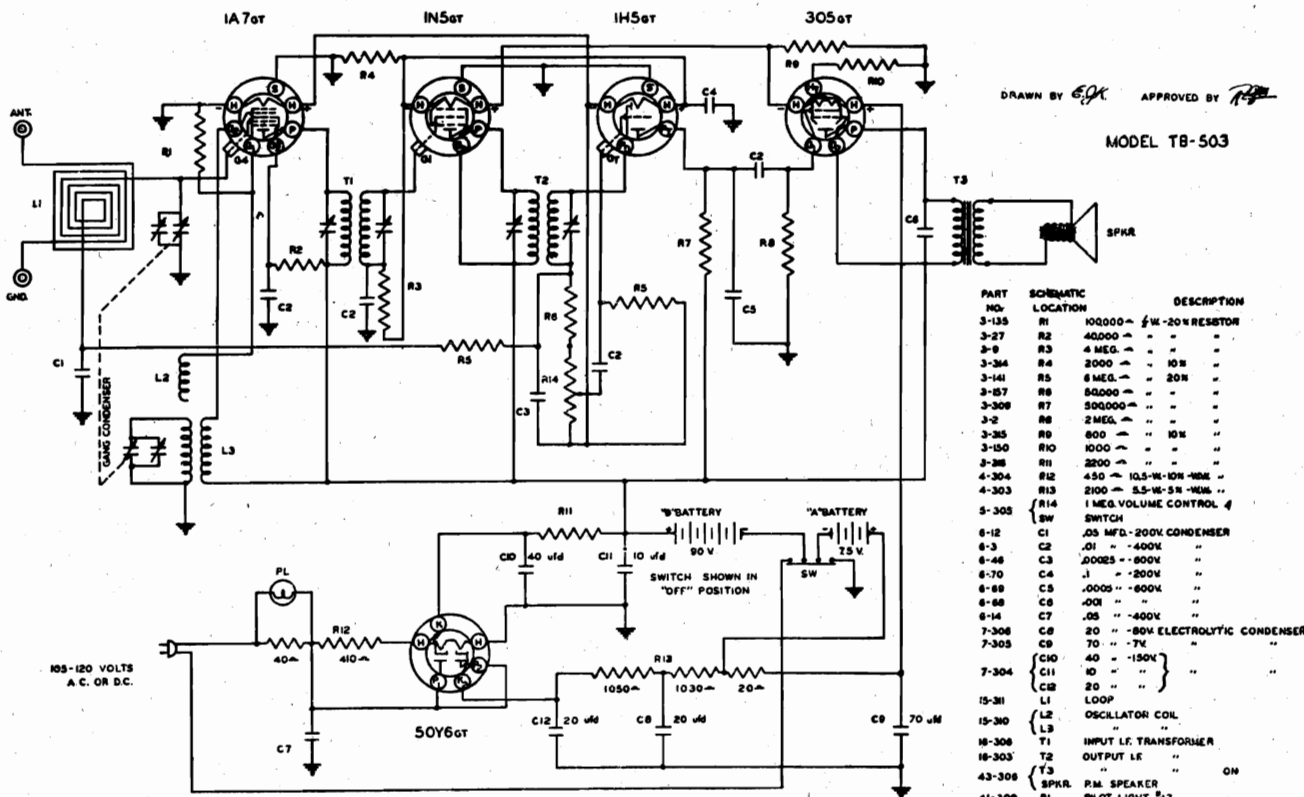 1A7GT 1N5GT 1H5GT 3Q5GT
DRAWN BY APPROVED BY
MODEL TB-503
ANT.
GND.
L1
R1
G4
S
H
H
P
R4
G1
S
H
H
C4
GT
H
H
R9
R10
H
H
P
T1
T2
T3
C2
R2
C2
R3
C2
R7
R8
C6
SPKR.
C5
R5
R6
R5
C2
R14
C3
C1
L2
L3
GANG CONDENSER
R11
"B" BATTERY
90 V.
"A" BATTERY
7.5 V.
C10 40 ufd
C11 10 ufd
SW
SWITCH SHOWN IN
"OFF" POSITION
PL
R12
40
410
K
H
H
50Y6GT
105-120 VOLTS
A.C. OR D.C.
C7
R13
1050
1030
20
C12 20 ufd
C8 20 ufd
C9 70 ufd
PART NO. SCHEMATIC LOCATION DESCRIPTION
3-135 R1 100,000 ½ W.-20% RESISTOR
3-27 R2 40,000 " " "
3-9 R3 4 MEG. " " "
3-314 R4 2000 " 10% "
3-141 R5 6 MEG. " 20% "
3-157 R6 50,000 " " "
3-309 R7 500,000 " " "
3-2 R8 2 MEG. " " "
3-315 R9 800 " 10% "
3-150 R10 1000 " " "
3-316 R11 2200 " " "
4-304 R12 450 10.5-W-10%
4-303 R13 2100 5.5-W-5%
5-305 R14 1 MEG. VOLUME CONTROL &
SW SWITCH
6-12 C1 .05 MFD.-200V. CONDENSER
6-3 C2 .01 " -400V. "
6-46 C3 .00025 " -600V. "
6-70 C4 .1 " -200V. "
6-69 C5 .0005 " -600V. "
6-68 C6 .001 " " "
6-14 C7 .05 " -400V. "
7-306 C8 20 " -80V. ELECTROLYTIC CONDENSER
7-305 C9 70 " -7V. " "
7-304 C10 40 " -150V.
C11 10 " " " "
C12 20 " "
15-311 L1 LOOP
15-310 L2 OSCILLATOR COIL
L3 " "
16-306 T1 INPUT I.F. TRANSFORMER
16-303 T2 OUTPUT I.F. "
43-306 T3 " " ON
SPKR. P.M. SPEAKER
PILOT LIGHT